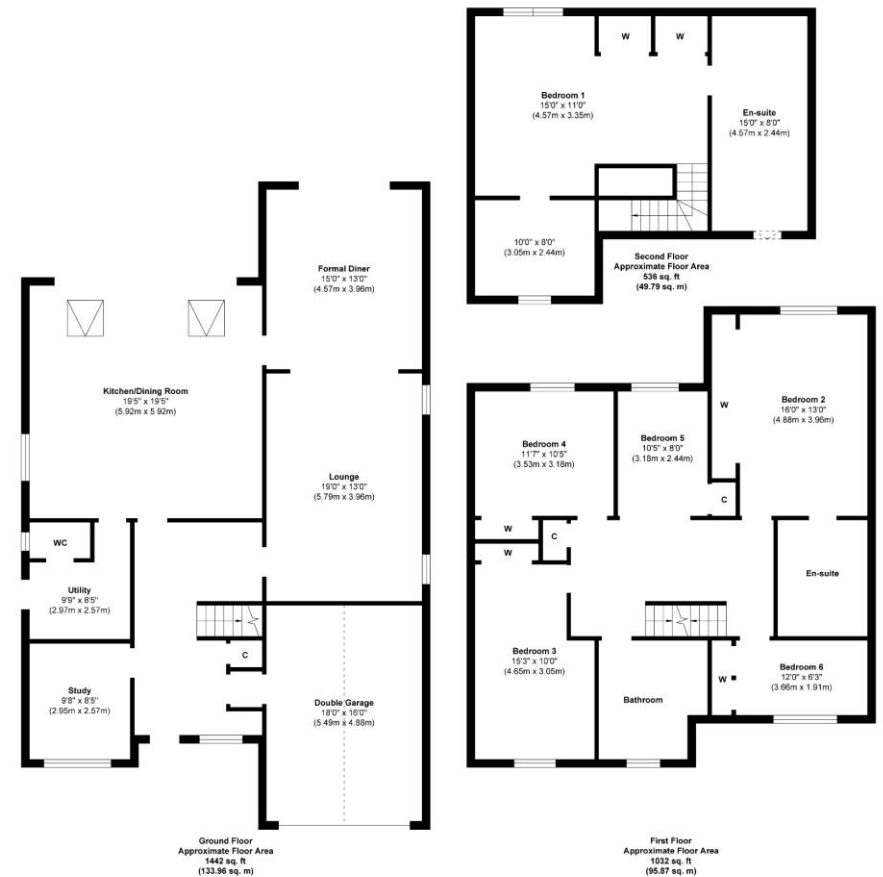 W
W
Bedroom 1
15'0" x 11'0"
(4.57m x 3.35m)
En-suite
15'0" x 8'0"
(4.57m x 2.44m)
10'0" x 8'0"
(3.05m x 2.44m)
Second Floor
Approximate Floor Area
536 sq. ft
(49.79 sq. m)
Formal Diner
15'0" x 13'0"
(4.57m x 3.96m)
Kitchen/Dining Room
19'5" x 19'5"
(5.92m x 5.92m)
Lounge
19'0" x 13'0"
(5.79m x 3.96m)
WC
Utility
9'9" x 8'5"
(2.97m x 2.57m)
C
Study
9'8" x 8'5"
(2.95m x 2.57m)
Double Garage
18'0" x 16'0"
(5.49m x 4.88m)
Ground Floor
Approximate Floor Area
1442 sq. ft
(133.96 sq. m)
Bedroom 2
16'0" x 13'0"
(4.88m x 3.96m)
W
Bedroom 4
11'7" x 10'5"
(3.53m x 3.18m)
Bedroom 5
10'5" x 8'0"
(3.18m x 2.44m)
C
W
C
W
En-suite
Bedroom 3
15'3" x 10'0"
(4.65m x 3.05m)
Bathroom
W
Bedroom 6
12'0" x 6'3"
(3.66m x 1.91m)
First Floor
Approximate Floor Area
1032 sq. ft
(95.87 sq. m)